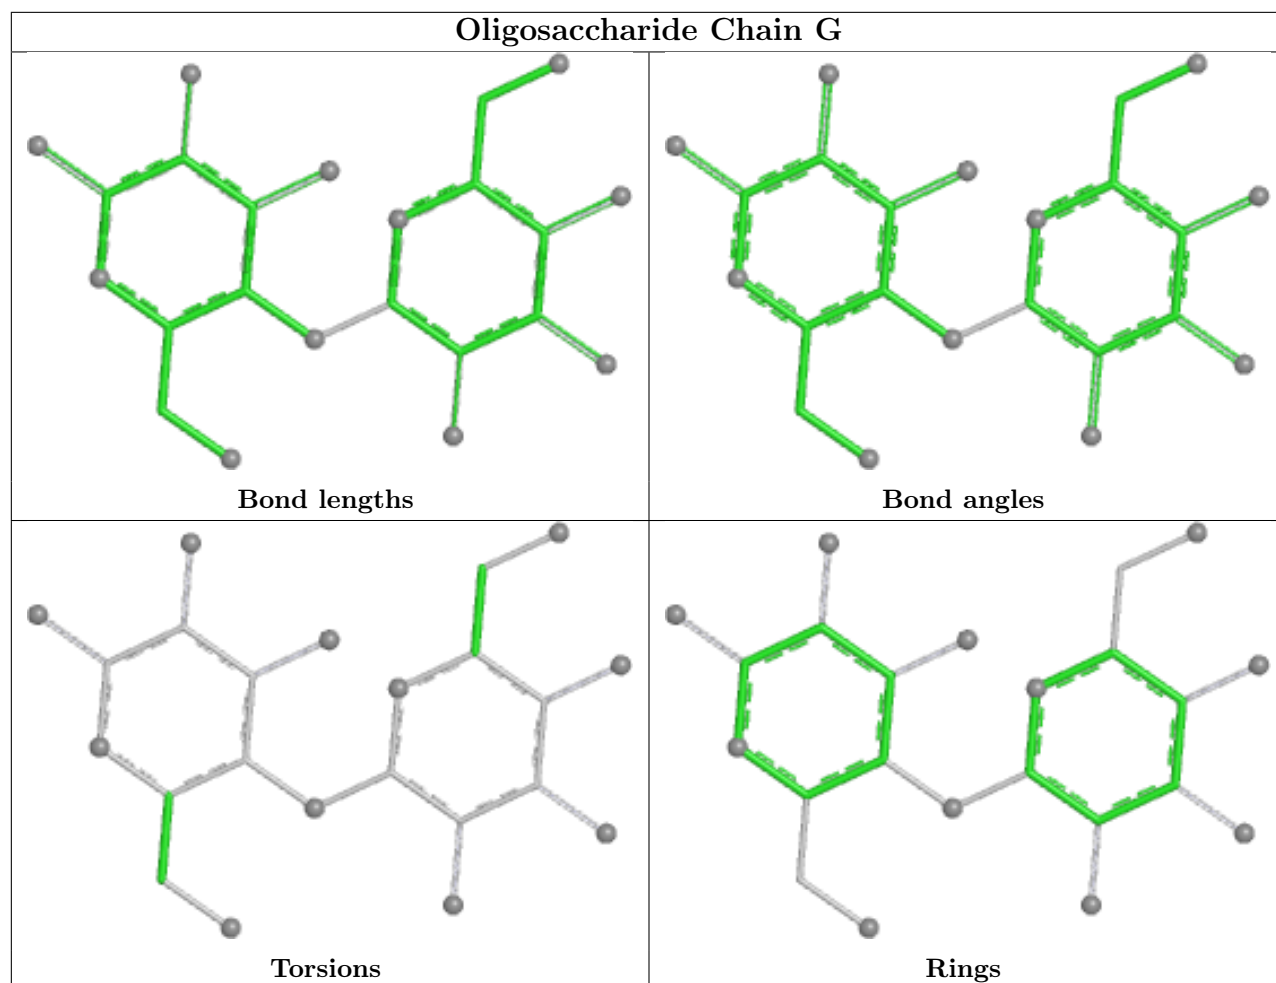 Oligosaccharide Chain G
Bond lengths
Bond angles
Torsions
Rings